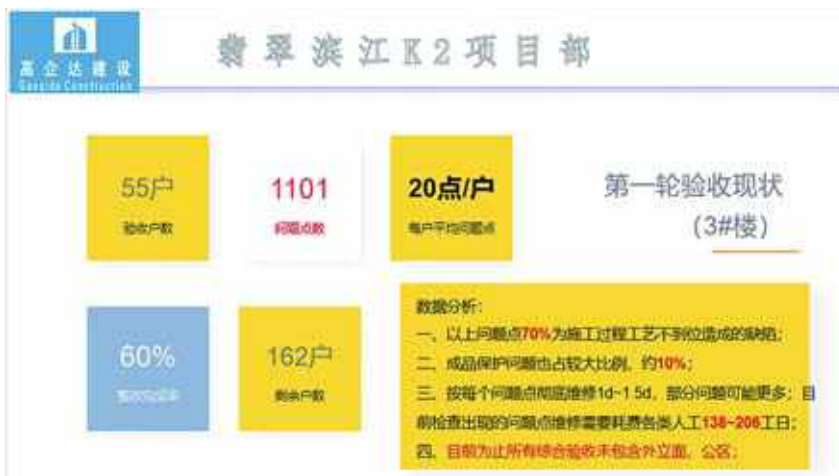 高企达建设
翡翠滨江K2项目部
55户
验收户数
1101
问题点数
20点/户
每户平均问题点
第一轮验收现状
(3#楼)
60%
162户
剩余户数
数据分析:
一、以上问题点70%为施工过程工艺不到位造成的缺陷;
二、成品保护问题也占较大比例，约10%;
三、按每个问题点彻底维修1d~1.5d，部分问题可能更多；目
前检查出现的问题点维修需要耗费各类人工138~206工日;
四、目前为止所有综合验收未包含外立面、公区;